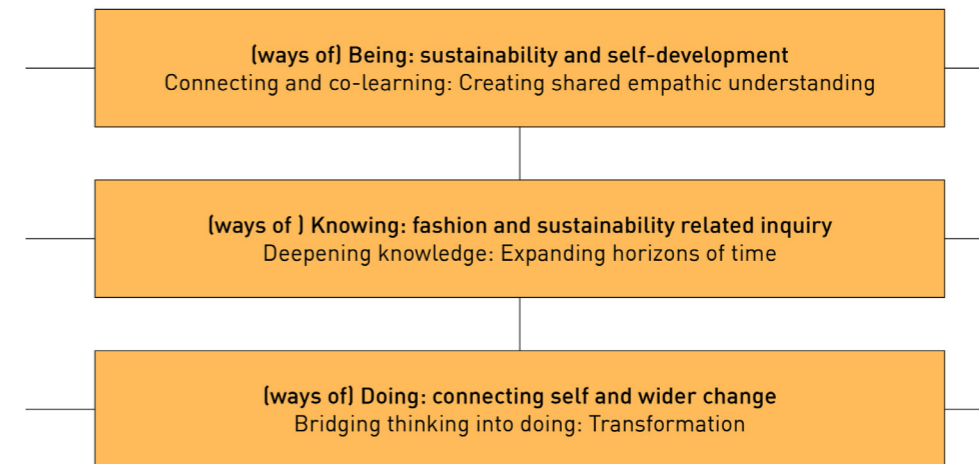 (ways of) Being: sustainability and self-development
Connecting and co-learning: Creating shared empathic understanding
(ways of ) Knowing: fashion and sustainability related inquiry
Deepening knowledge: Expanding horizons of time
(ways of) Doing: connecting self and wider change
Bridging thinking into doing: Transformation